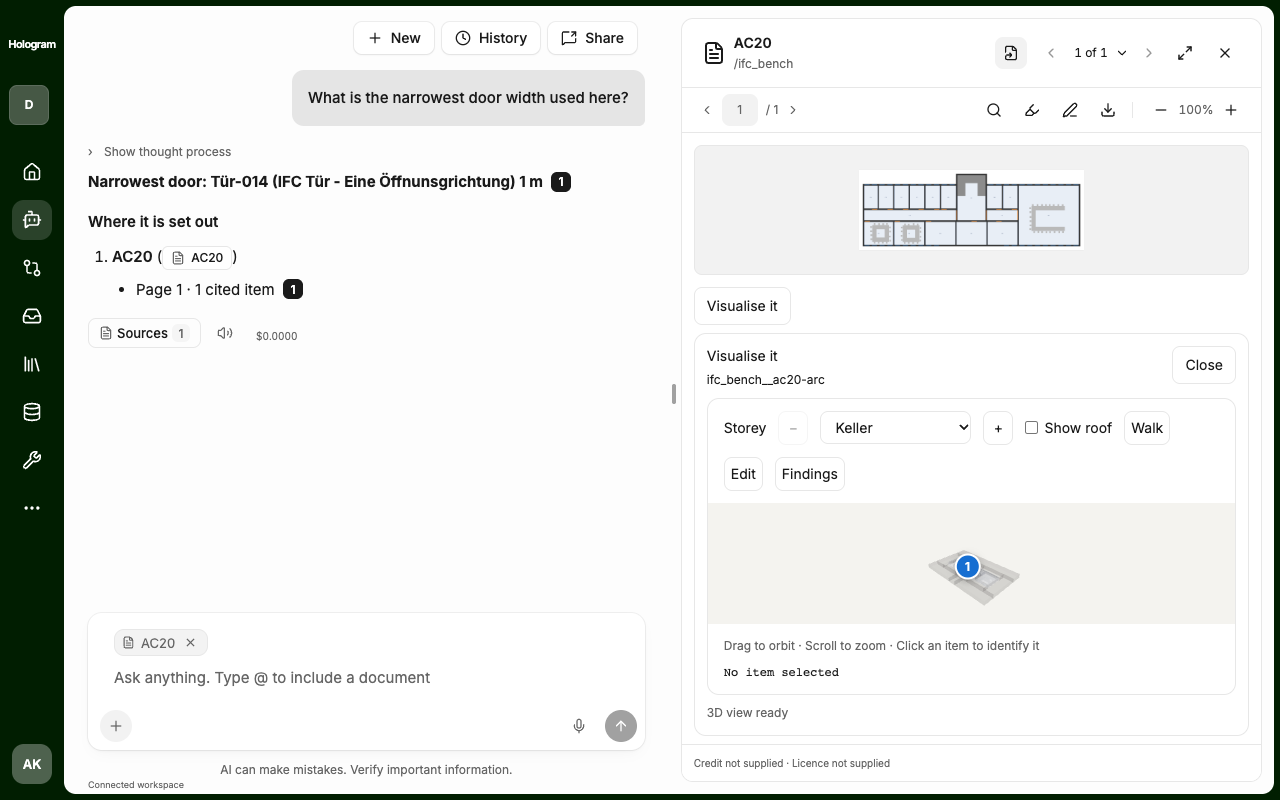 Hologram
D
AK
New
History
Share
What is the narrowest door width used here?
Show thought process
Narrowest door: Tür-014 (IFC Tür - Eine Öffnunsgrichtung) 1 m 1
Where it is set out
1. AC20 ( AC20 )
• Page 1 · 1 cited item 1
Sources 1
$0.0000
AC20 ✕
Ask anything. Type @ to include a document
AI can make mistakes. Verify important information.
Connected workspace
AC20
/ifc_bench
1 of 1
1 / 1
100%
Visualise it
Visualise it
ifc_bench__ac20-arc
Close
Storey − Keller + Show roof Walk
Edit Findings
1
Drag to orbit · Scroll to zoom · Click an item to identify it
No item selected
3D view ready
Credit not supplied · Licence not supplied